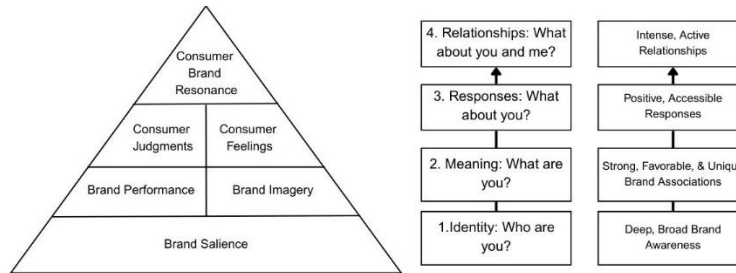 Consumer
Brand
Resonance
Consumer
Judgments
Consumer
Feelings
Brand Performance
Brand Imagery
Brand Salience
4. Relationships: What
about you and me?
3. Responses: What
about you?
2. Meaning: What are
you?
1.Identity: Who are
you?
Intense, Active
Relationships
Positive, Accessible
Responses
Strong, Favorable, & Uniqu
Brand Associations
Deep, Broad Brand
Awareness